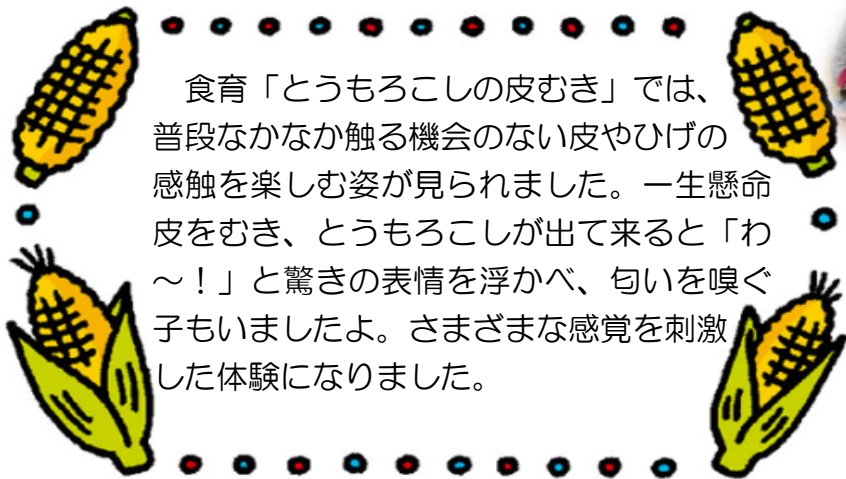 食育「とうもろこしの皮むき」では、
普段なかなか触る機会のない皮やひげの
感触を楽しむ姿が見られました。一生懸命
皮をむき、とうもろこしが出て来ると「わ
～！」と驚きの表情を浮かべ、匂いを嗅ぐ
子もいましたよ。さまざまな感覚を刺激
した体験になりました。